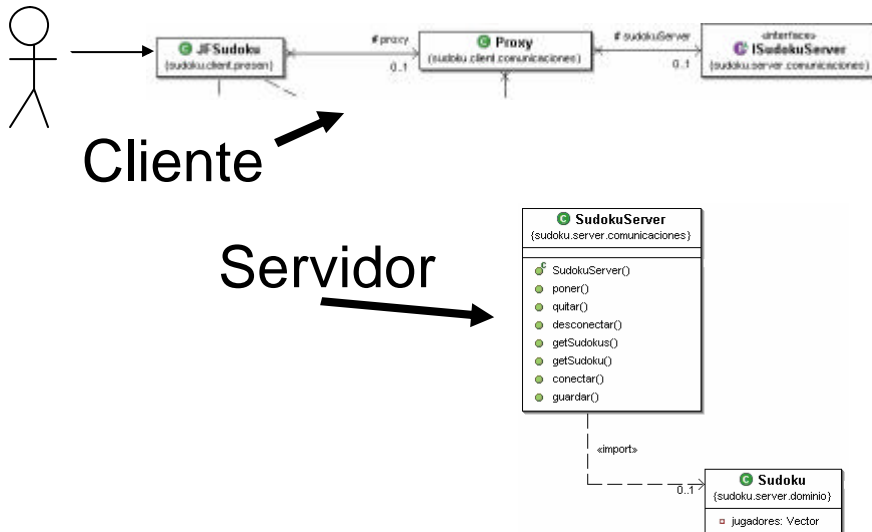 JFSudoku
{sudoku.client.presen}
# proxy
0..1
Proxy
{sudoku.client.comunicaciones}
# sudokuServer
0..1
«interface»
ISudokuServer
{sudoku.server.comunicaciones}
Cliente
Servidor
SudokuServer
{sudoku.server.comunicaciones}
SudokuServer()
poner()
quitar()
desconectar()
getSudokus()
getSudoku()
conectar()
guardar()
«import»
0..1
Sudoku
{sudoku.server.dominio}
jugadores: Vector